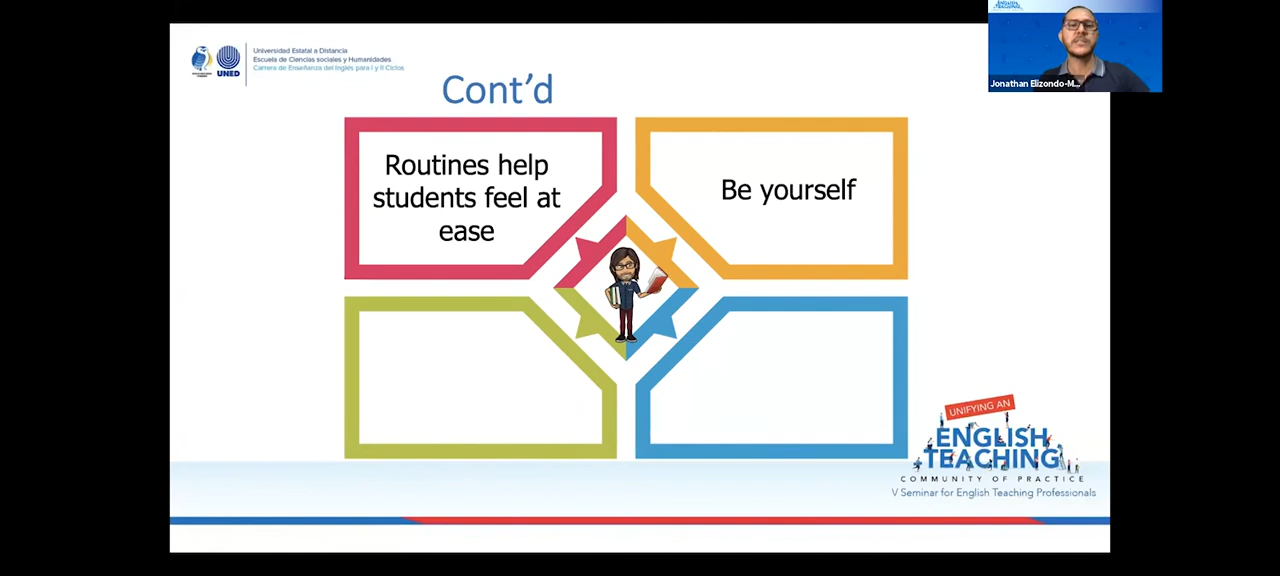 Universidad Estatal a Distancia
Escuela de Ciencias sociales y Humanidades
Carrera de Enseñanza del Inglés para I y II Ciclos
UNED
Cont'd
Routines help
students feel at
ease
Be yourself
ENGLISH
TEACHING
Jonathan Elizondo-M...
UNIFYING AN
ENGLISH
TEACHING
COMMUNITY OF PRACTICE
V Seminar for English Teaching Professionals